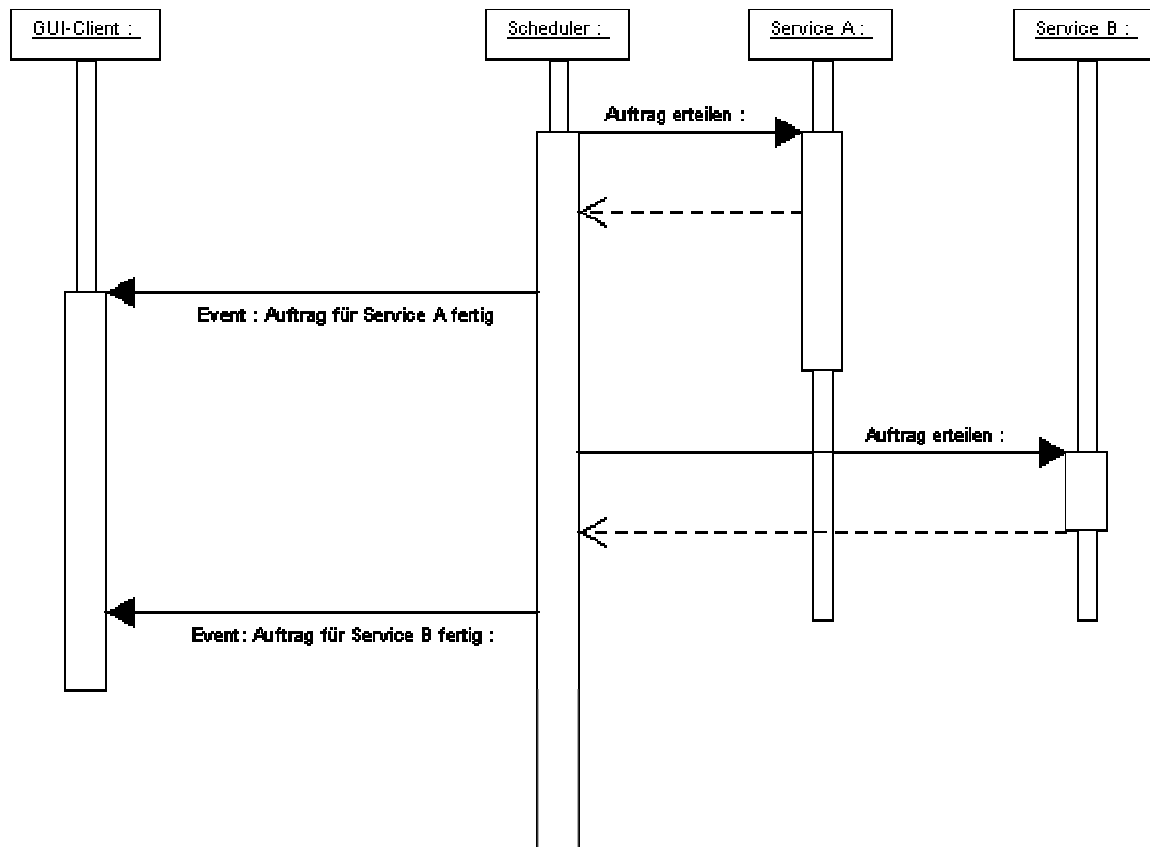 GUI-Client :
Scheduler :
Service A :
Service B :
Auftrag erteilen :
Event : Auftrag für Service A fertig
Auftrag erteilen :
Event: Auftrag für Service B fertig :